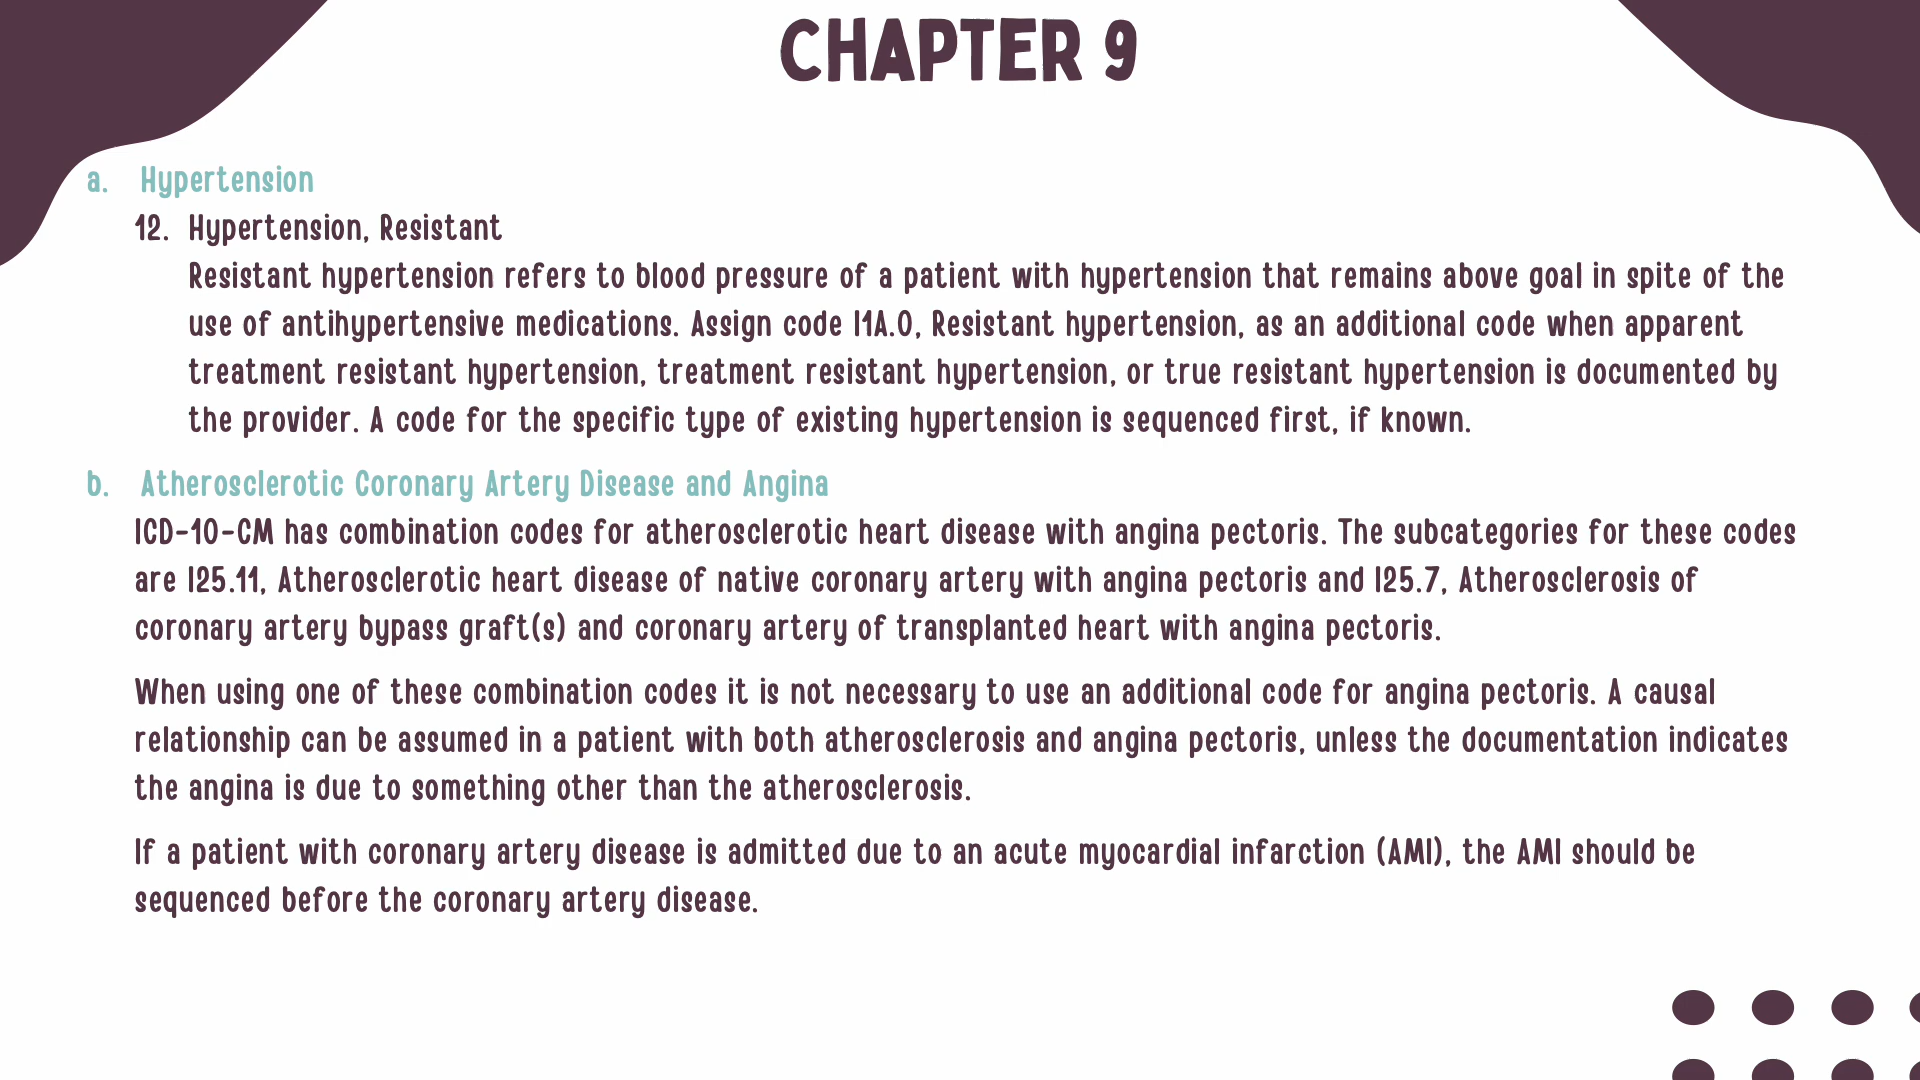 CHAPTER 9
a. Hypertension
12. Hypertension, Resistant
Resistant hypertension refers to blood pressure of a patient with hypertension that remains above goal in spite of the
use of antihypertensive medications. Assign code I1A.0, Resistant hypertension, as an additional code when apparent
treatment resistant hypertension, treatment resistant hypertension, or true resistant hypertension is documented by
the provider. A code for the specific type of existing hypertension is sequenced first, if known.
b. Atherosclerotic Coronary Artery Disease and Angina
ICD-10-CM has combination codes for atherosclerotic heart disease with angina pectoris. The subcategories for these codes
are I25.11, Atherosclerotic heart disease of native coronary artery with angina pectoris and I25.7, Atherosclerosis of
coronary artery bypass graft(s) and coronary artery of transplanted heart with angina pectoris.
When using one of these combination codes it is not necessary to use an additional code for angina pectoris. A causal
relationship can be assumed in a patient with both atherosclerosis and angina pectoris, unless the documentation indicates
the angina is due to something other than the atherosclerosis.
If a patient with coronary artery disease is admitted due to an acute myocardial infarction (AMI), the AMI should be
sequenced before the coronary artery disease.